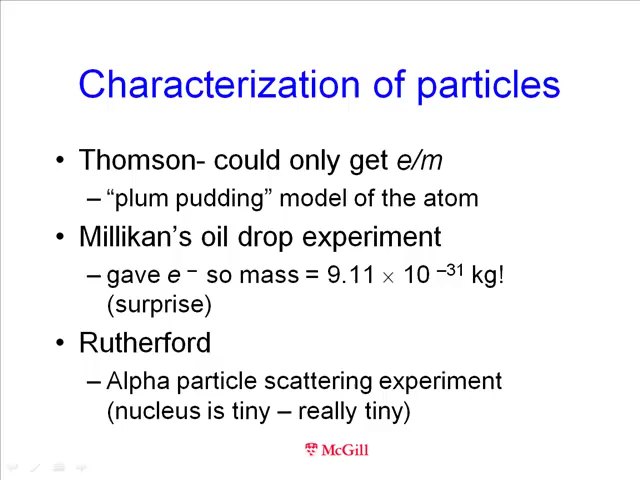 Characterization of particles
• Thomson- could only get e/m
– “plum pudding” model of the atom
• Millikan’s oil drop experiment
– gave e⁻ so mass = 9.11 × 10⁻³¹ kg!
(surprise)
• Rutherford
– Alpha particle scattering experiment
(nucleus is tiny – really tiny)
McGill